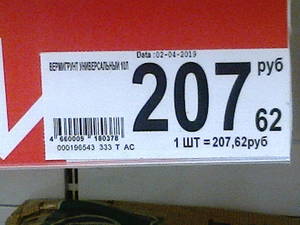 Data :02-04-2019
ВЕРМИГРУНТ УНИВЕРСАЛЬНЫЙ 10Л
207 руб
62
4 660009 180378
1 ШТ = 207,62руб
000196543 333 Т АС